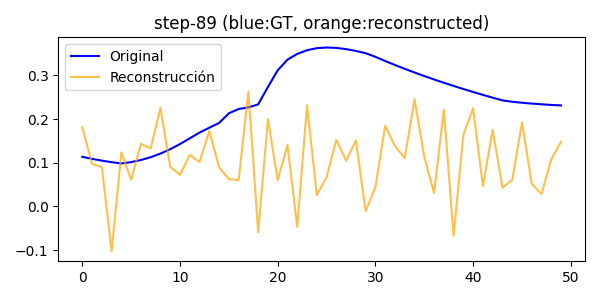 step-89 (blue:GT, orange:reconstructed)
Original
Reconstrucción
0.3
0.2
0.1
0.0
−0.1
0 10 20 30 40 50